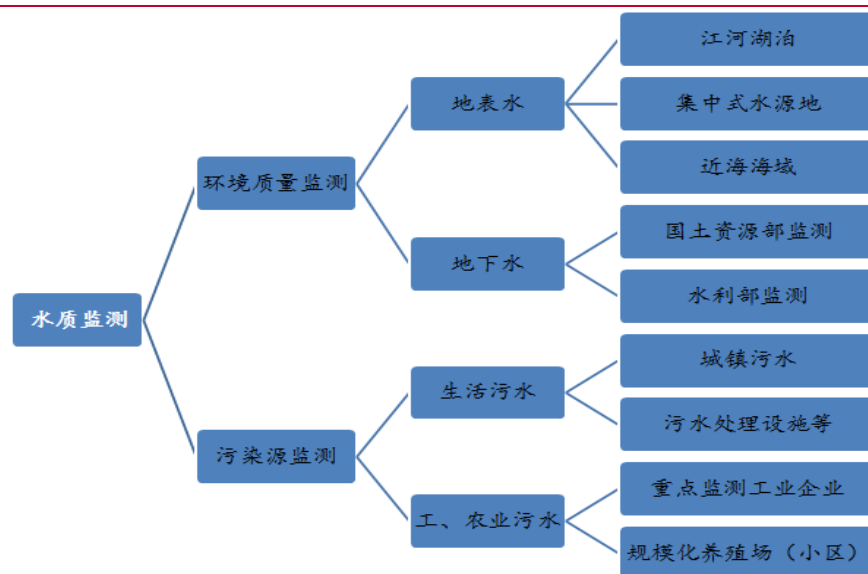 水质监测
环境质量监测
地表水
江河湖泊
集中式水源地
近海海域
地下水
国土资源部监测
水利部监测
污染源监测
生活污水
城镇污水
污水处理设施等
工、农业污水
重点监测工业企业
规模化养殖场（小区）